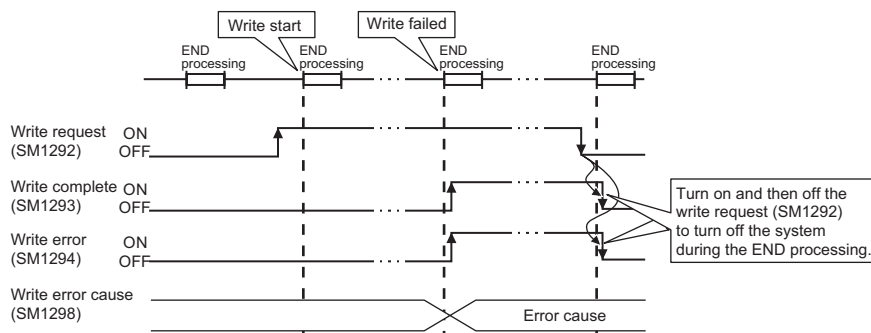 Write start
Write failed
END
processing
END
processing
END
processing
END
processing
Write request
(SM1292)
ON
OFF
Write complete
(SM1293)
ON
OFF
Write error
(SM1294)
ON
OFF
Turn on and then off the
write request (SM1292)
to turn off the system
during the END processing.
Write error cause
(SM1298)
Error cause